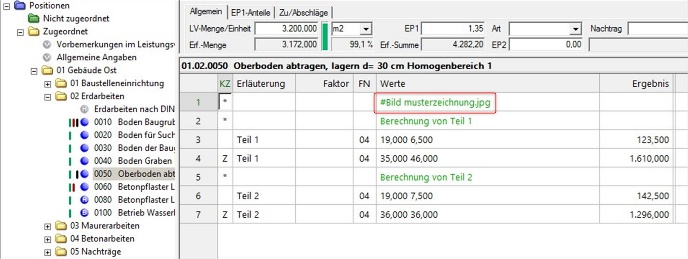 Positionen
Nicht zugeordnet
Zugeordnet
Vorbemerkungen im Leistungsv
Allgemeine Angaben
01 Gebäude Ost
01 Baustelleneinrichtung
02 Erdarbeiten
Erdarbeiten nach DIN
0010 Boden Baugrub
0020 Boden für Such
0030 Boden der Bau
0040 Boden Graben
0050 Oberboden abt
0060 Betonpflaster L
0080 Betonpflaster L
0100 Betrieb Wasserl
03 Maurerarbeiten
04 Betonarbeiten
05 Nachträge
Allgemein EP1-Anteile Zu/Abschläge
LV-Menge/Einheit 3.200,000 m2 EP1 1,35 Art Nachtrag
Erf.-Menge 3.172,000 99,1 % Erf.-Summe 4.282,20 EP2 0,00
01.02.0050 Oberboden abtragen, lagern d= 30 cm Homogenbereich 1
KZ Erläuterung Faktor FN Werte Ergebnis
1 * #Bild musterzeichnung.jpg
2 * Berechnung von Teil 1
3 Teil 1 04 19,000 6,500 123,500
4 Z Teil 1 04 35,000 46,000 1.610,000
5 * Berechnung von Teil 2
6 Teil 2 04 19,000 7,500 142,500
7 Z Teil 2 04 36,000 36,000 1.296,000